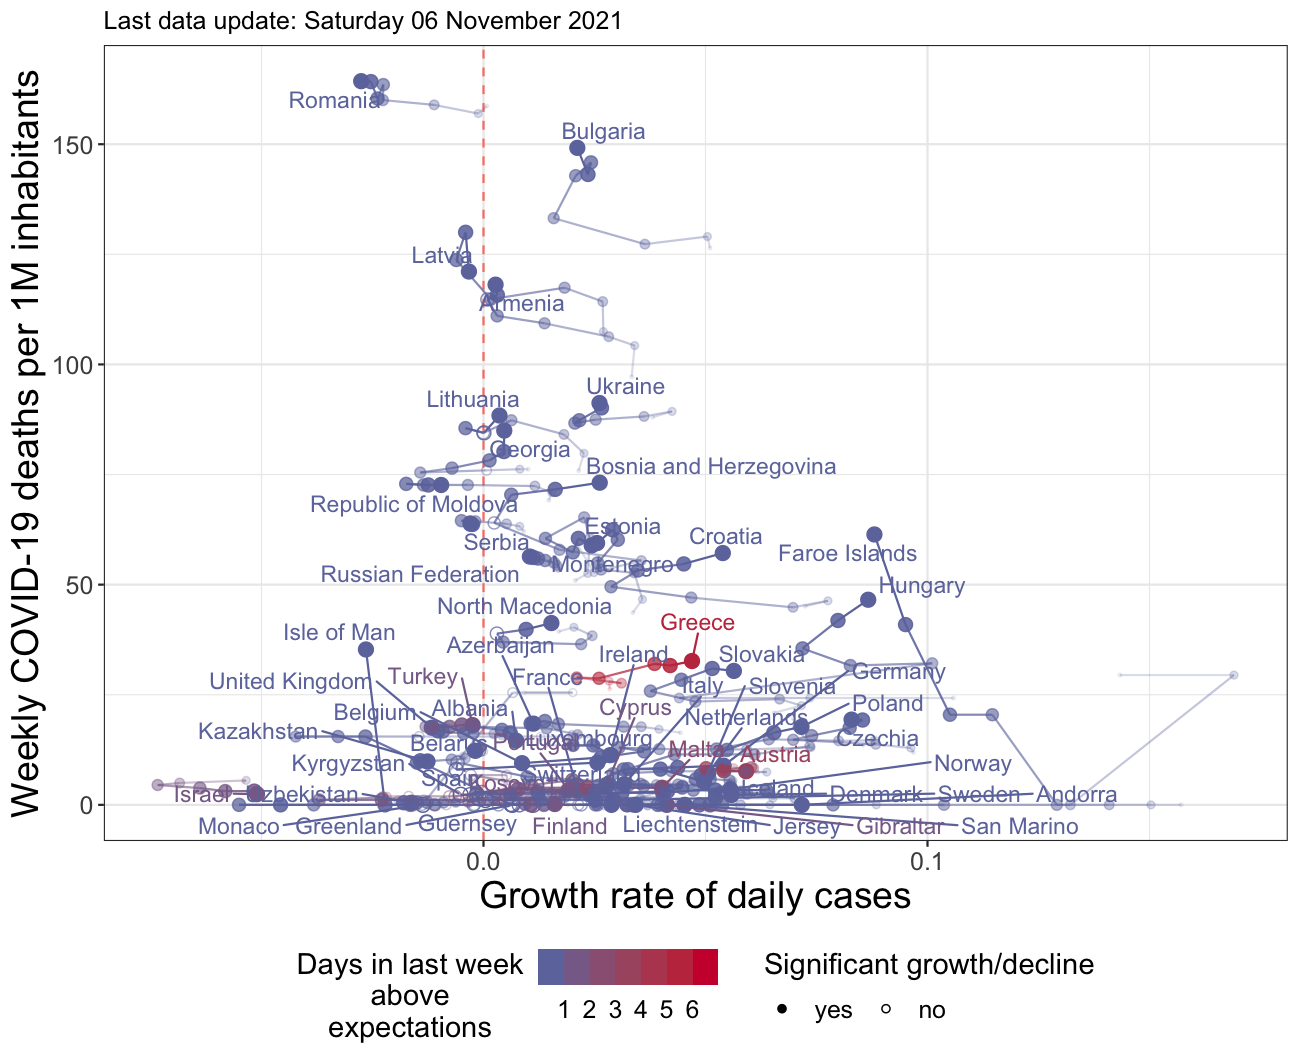 Last data update: Saturday 06 November 2021
Weekly COVID-19 deaths per 1M inhabitants
150
100
50
0
Romania
Bulgaria
Latvia
Armenia
Ukraine
Lithuania
Georgia
Bosnia and Herzegovina
Republic of Moldova
Estonia
Croatia
Serbia
Faroe Islands
Montenegro
Russian Federation
Hungary
North Macedonia
Greece
Isle of Man
Azerbaijan
Ireland
Slovakia
Germany
United Kingdom
Turkey
France
Italy
Slovenia
Belgium
Albania
Cyprus
Poland
Netherlands
Kazakhstan
Belarus
Portugal
Luxembourg
Czechia
Malta
Austria
Kyrgyzstan
Norway
Spain
Switzerland
Kosovo
Iceland
Israel
Uzbekistan
Denmark
Sweden
Andorra
Monaco
Greenland
Guernsey
Finland
Liechtenstein
Jersey
Gibraltar
San Marino
0.0
0.1
Growth rate of daily cases
Days in last week
above
expectations
1 2 3 4 5 6
Significant growth/decline
yes
no